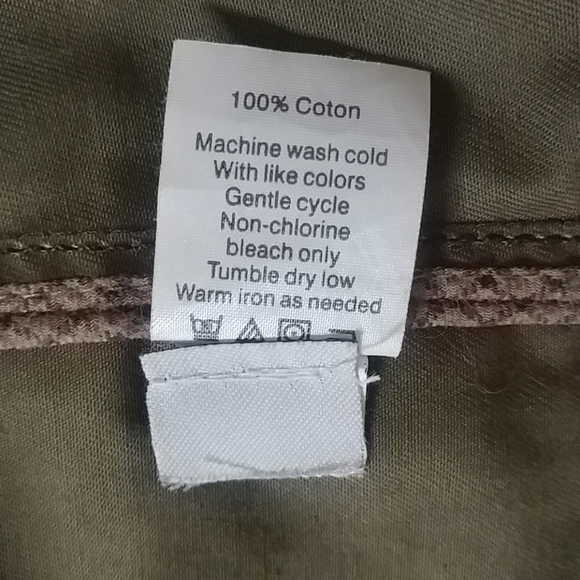 100% Coton
Machine wash cold
With like colors
Gentle cycle
Non-chlorine
bleach only
Tumble dry low
Warm iron as needed